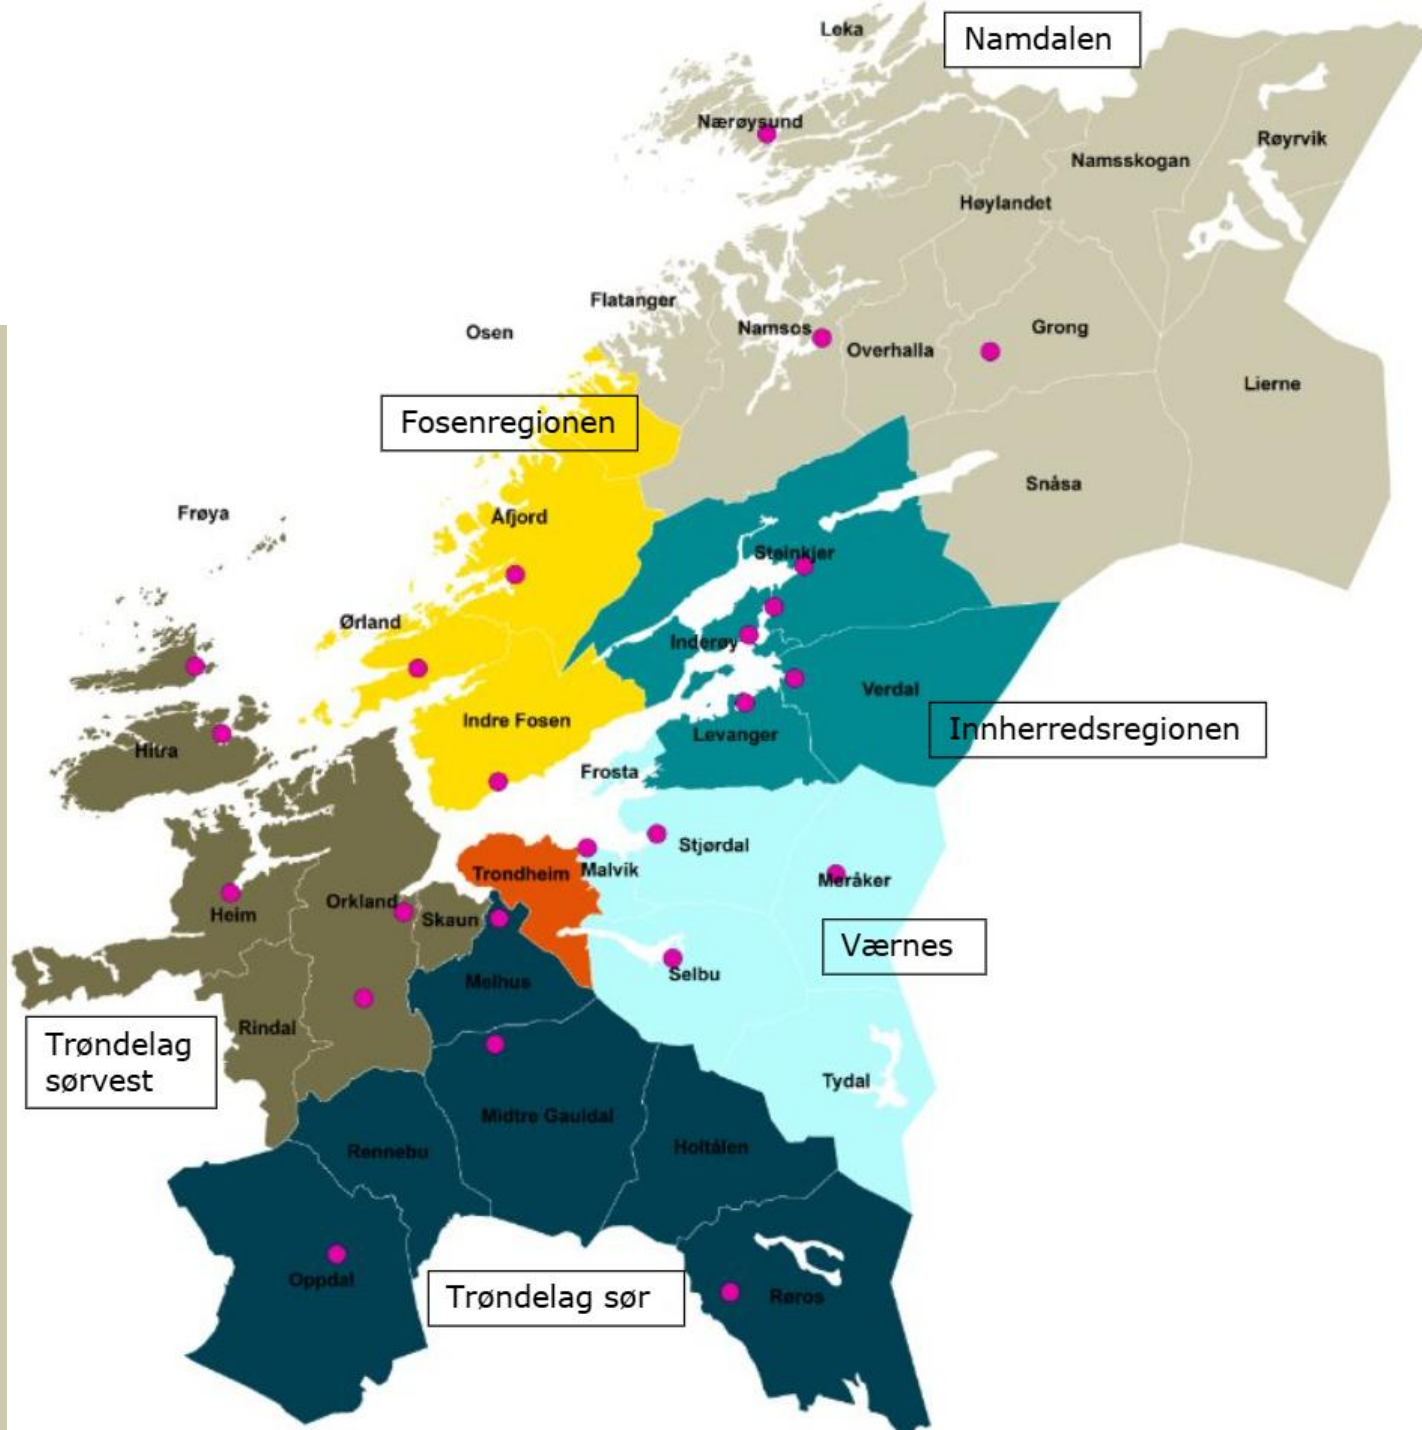 Leka
Namdalen
Nærøysund
Røyrvik
Namsskogan
Høylandet
Flatanger
Namsos
Grong
Osen
Overhalla
Lierne
Fosenregionen
Snåsa
Frøya
Åfjord
Steinkjer
Ørland
Inderøy
Verdal
Indre Fosen
Innherredsregionen
Levanger
Hitra
Frosta
Stjørdal
Trondheim
Malvik
Meråker
Orkland
Heim
Skaun
Værnes
Selbu
Melhus
Rindal
Trøndelag
sørvest
Tydal
Midtre Gauldal
Holtålen
Rennebu
Oppdal
Trøndelag sør
Røros